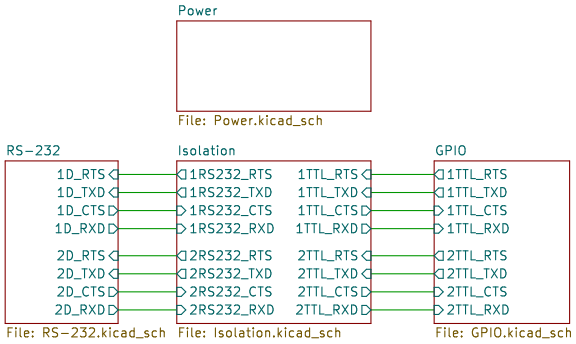 Power
File: Power.kicad_sch
RS-232 Isolation GPIO
1D_RTS 1RS232_RTS 1TTL_RTS 1TTL_RTS
1D_TXD 1RS232_TXD 1TTL_TXD 1TTL_TXD
1D_CTS 1RS232_CTS 1TTL_CTS 1TTL_CTS
1D_RXD 1RS232_RXD 1TTL_RXD 1TTL_RXD
2D_RTS 2RS232_RTS 2TTL_RTS 2TTL_RTS
2D_TXD 2RS232_TXD 2TTL_TXD 2TTL_TXD
2D_CTS 2RS232_CTS 2TTL_CTS 2TTL_CTS
2D_RXD 2RS232_RXD 2TTL_RXD 2TTL_RXD
File: RS-232.kicad_sch File: Isolation.kicad_sch File: GPIO.kicad_sch